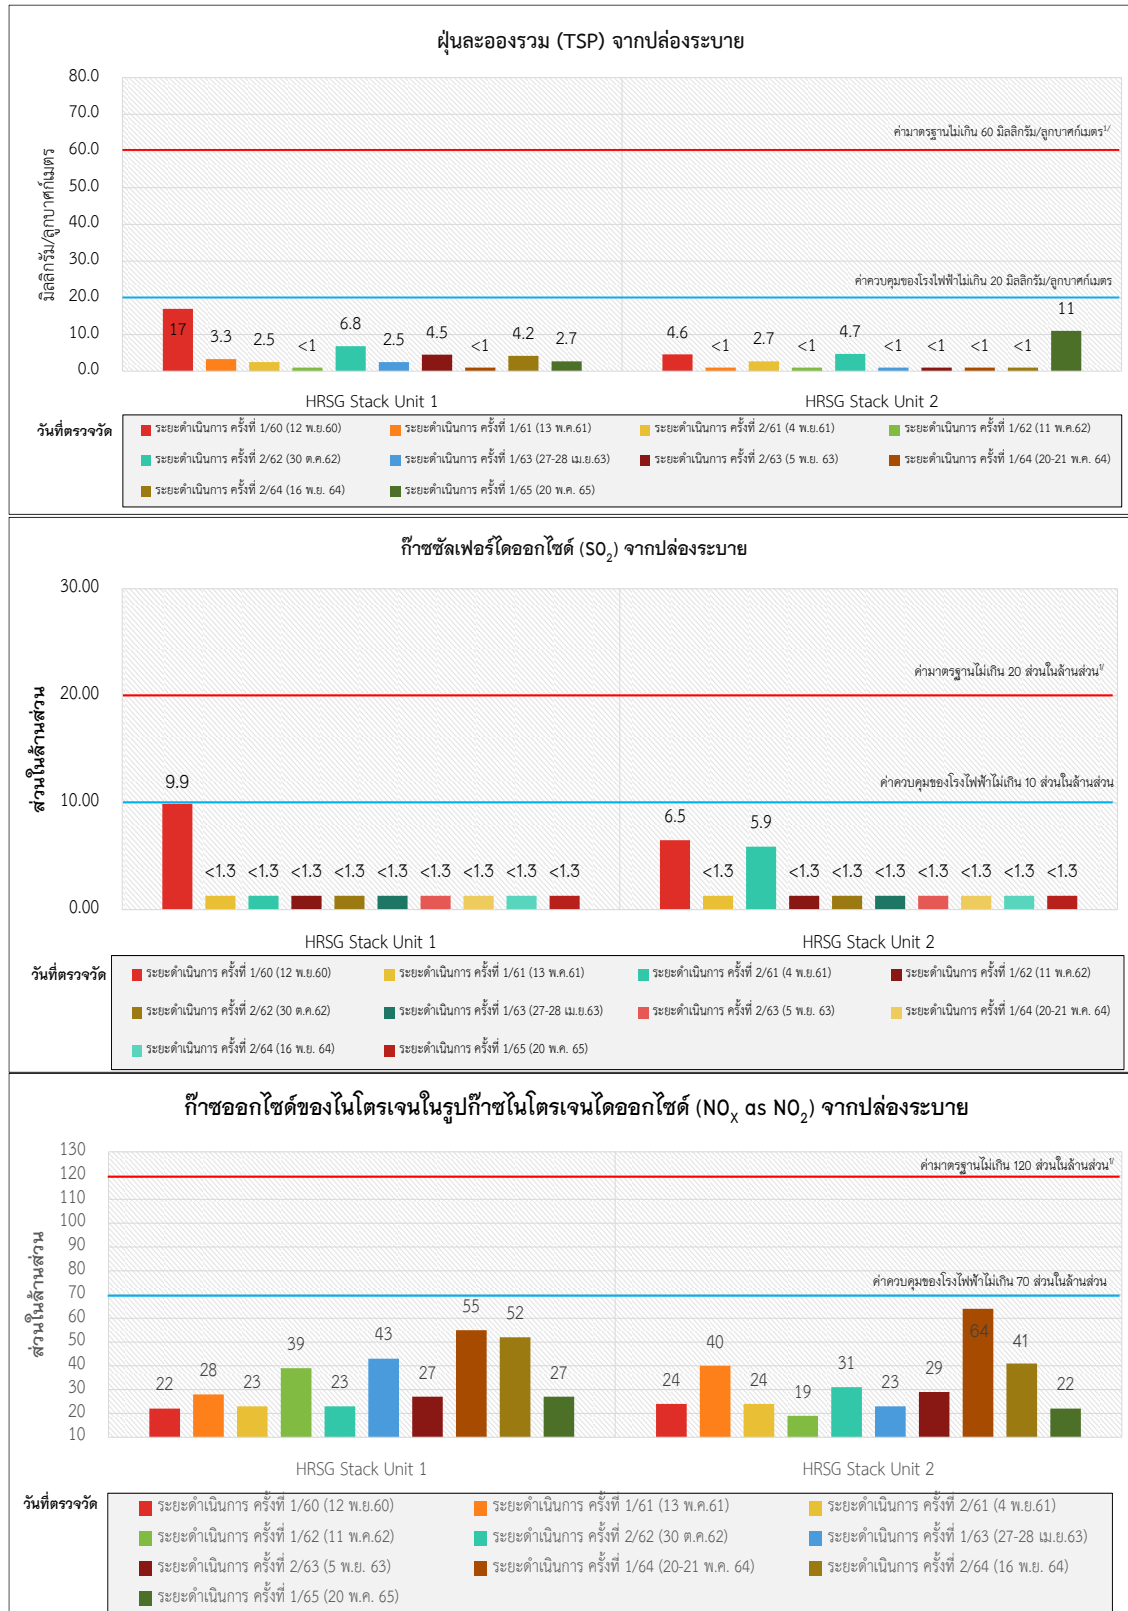 ฝุ่นละอองรวม (TSP) จากปล่องระบาย
มิลลิกรัม/ลูกบาศก์เมตร
80.0
70.0
60.0
50.0
40.0
30.0
20.0
10.0
0.0
ค่ามาตรฐานไม่เกิน 60 มิลลิกรัม/ลูกบาศก์เมตร1/
ค่าควบคุมของโรงไฟฟ้าไม่เกิน 20 มิลลิกรัม/ลูกบาศก์เมตร
17 3.3 2.5 <1 6.8 2.5 4.5 <1 4.2 2.7
4.6 <1 2.7 <1 4.7 <1 <1 <1 <1 11
HRSG Stack Unit 1 HRSG Stack Unit 2
วันที่ตรวจวัด
ระยะดำเนินการ ครั้งที่ 1/60 (12 พ.ย.60) ระยะดำเนินการ ครั้งที่ 1/61 (13 พ.ค.61) ระยะดำเนินการ ครั้งที่ 2/61 (4 พ.ย.61) ระยะดำเนินการ ครั้งที่ 1/62 (11 พ.ค.62)
ระยะดำเนินการ ครั้งที่ 2/62 (30 ต.ค.62) ระยะดำเนินการ ครั้งที่ 1/63 (27-28 เม.ย.63) ระยะดำเนินการ ครั้งที่ 2/63 (5 พ.ย. 63) ระยะดำเนินการ ครั้งที่ 1/64 (20-21 พ.ค. 64)
ระยะดำเนินการ ครั้งที่ 2/64 (16 พ.ย. 64) ระยะดำเนินการ ครั้งที่ 1/65 (20 พ.ค. 65)
ก๊าซซัลเฟอร์ไดออกไซด์ (SO2) จากปล่องระบาย
ส่วนในล้านส่วน
30.00
20.00
10.00
0.00
ค่ามาตรฐานไม่เกิน 20 ส่วนในล้านส่วน1/
ค่าควบคุมของโรงไฟฟ้าไม่เกิน 10 ส่วนในล้านส่วน
9.9 <1.3 <1.3 <1.3 <1.3 <1.3 <1.3 <1.3 <1.3 <1.3
6.5 <1.3 5.9 <1.3 <1.3 <1.3 <1.3 <1.3 <1.3 <1.3
HRSG Stack Unit 1 HRSG Stack Unit 2
วันที่ตรวจวัด
ระยะดำเนินการ ครั้งที่ 1/60 (12 พ.ย.60) ระยะดำเนินการ ครั้งที่ 1/61 (13 พ.ค.61) ระยะดำเนินการ ครั้งที่ 2/61 (4 พ.ย.61) ระยะดำเนินการ ครั้งที่ 1/62 (11 พ.ค.62)
ระยะดำเนินการ ครั้งที่ 2/62 (30 ต.ค.62) ระยะดำเนินการ ครั้งที่ 1/63 (27-28 เม.ย.63) ระยะดำเนินการ ครั้งที่ 2/63 (5 พ.ย. 63) ระยะดำเนินการ ครั้งที่ 1/64 (20-21 พ.ค. 64)
ระยะดำเนินการ ครั้งที่ 2/64 (16 พ.ย. 64) ระยะดำเนินการ ครั้งที่ 1/65 (20 พ.ค. 65)
ก๊าซออกไซด์ของไนโตรเจนในรูปก๊าซไนโตรเจนไดออกไซด์ (NOX as NO2) จากปล่องระบาย
ส่วนในล้านส่วน
130
120
110
100
90
80
70
60
50
40
30
20
10
ค่ามาตรฐานไม่เกิน 120 ส่วนในล้านส่วน1/
ค่าควบคุมของโรงไฟฟ้าไม่เกิน 70 ส่วนในล้านส่วน
22 28 23 39 23 43 27 55 52 27
24 40 24 19 31 23 29 64 41 22
HRSG Stack Unit 1 HRSG Stack Unit 2
วันที่ตรวจวัด
ระยะดำเนินการ ครั้งที่ 1/60 (12 พ.ย.60) ระยะดำเนินการ ครั้งที่ 1/61 (13 พ.ค.61) ระยะดำเนินการ ครั้งที่ 2/61 (4 พ.ย.61)
ระยะดำเนินการ ครั้งที่ 1/62 (11 พ.ค.62) ระยะดำเนินการ ครั้งที่ 2/62 (30 ต.ค.62) ระยะดำเนินการ ครั้งที่ 1/63 (27-28 เม.ย.63)
ระยะดำเนินการ ครั้งที่ 2/63 (5 พ.ย. 63) ระยะดำเนินการ ครั้งที่ 1/64 (20-21 พ.ค. 64) ระยะดำเนินการ ครั้งที่ 2/64 (16 พ.ย. 64)
ระยะดำเนินการ ครั้งที่ 1/65 (20 พ.ค. 65)